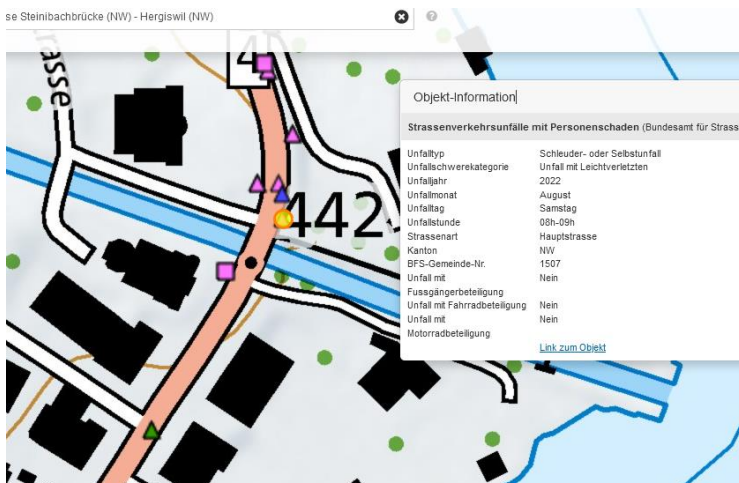 se Steinibachbrücke (NW) - Hergiswil (NW)
trasse
4
442
Objekt-Information
Strassenverkehrsunfälle mit Personenschaden (Bundesamt für Strass
Unfalltyp Schleuder- oder Selbstunfall
Unfallschwerekategorie Unfall mit Leichtverletzten
Unfalljahr 2022
Unfallmonat August
Unfalltag Samstag
Unfallstunde 08h-09h
Strassenart Hauptstrasse
Kanton NW
BFS-Gemeinde-Nr. 1507
Unfall mit Nein
Fussgängerbeteiligung
Unfall mit Fahrradbeteiligung Nein
Unfall mit Nein
Motorradbeteiligung
Link zum Objekt